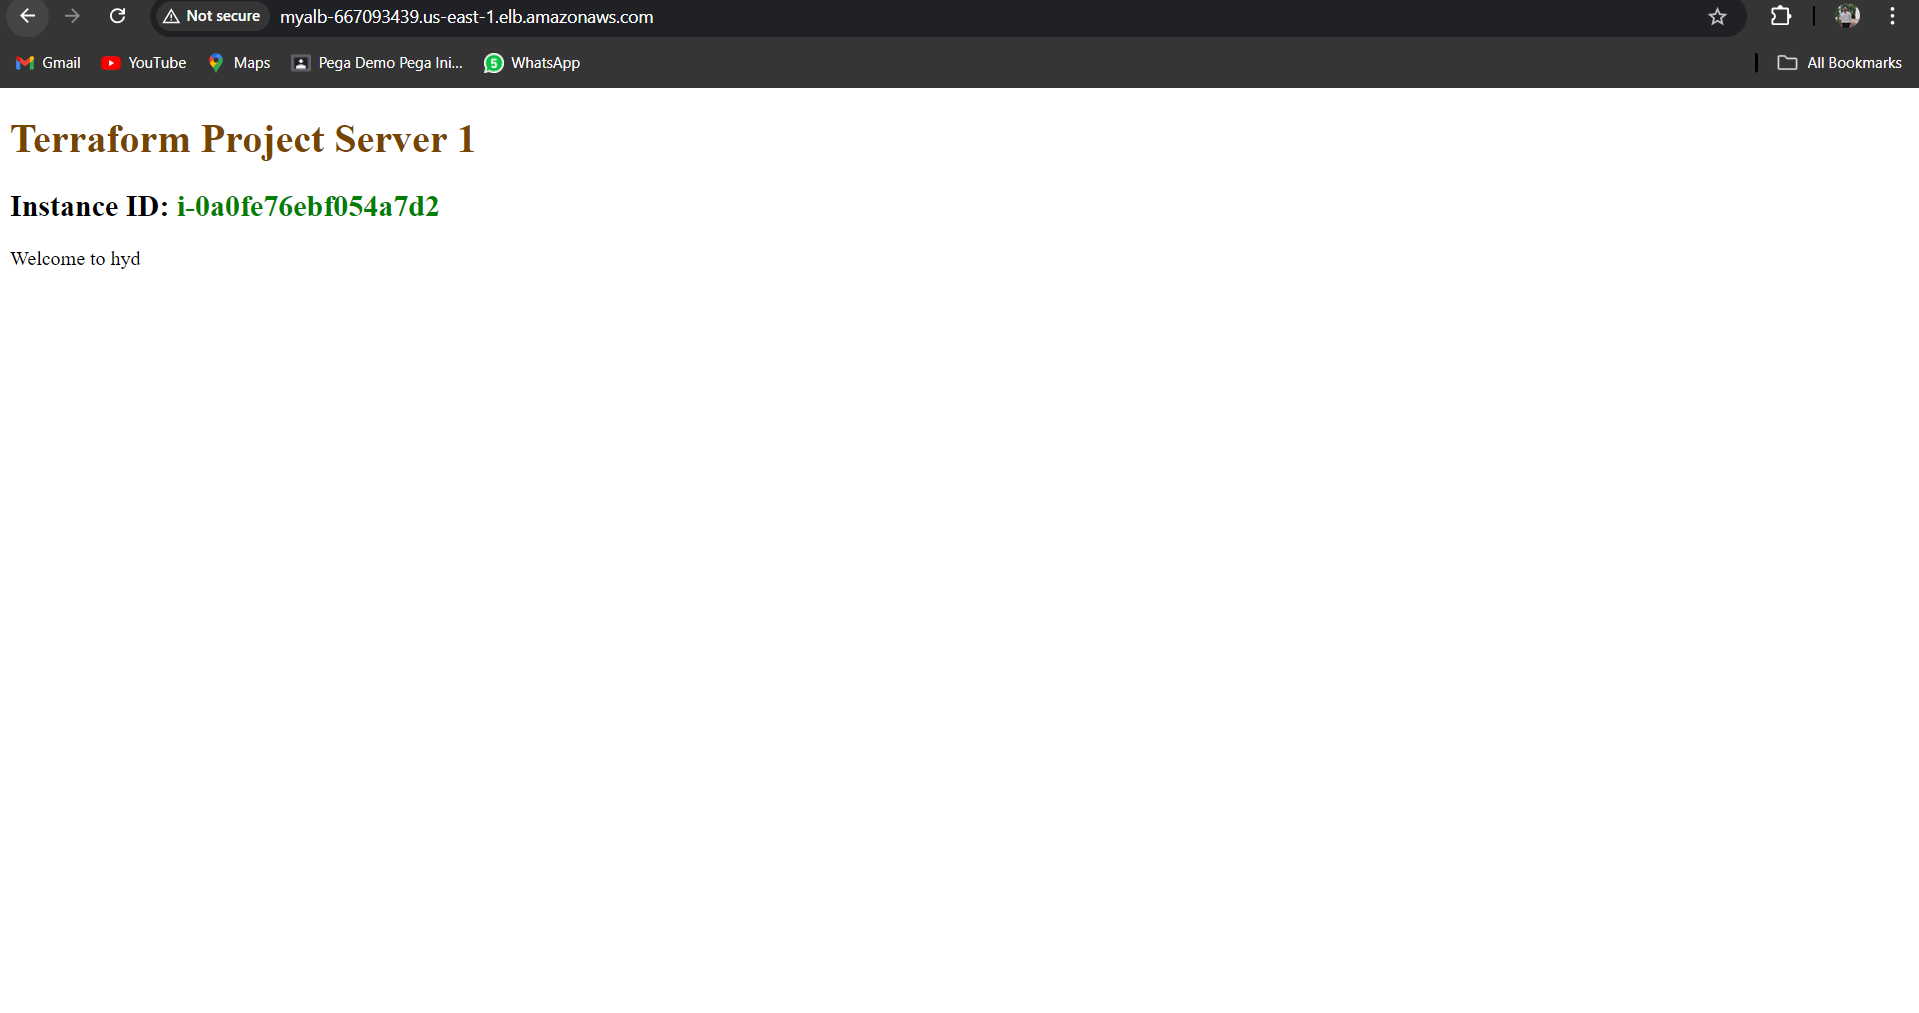 Not secure myalb-667093439.us-east-1.elb.amazonaws.com
Gmail YouTube Maps Pega Demo Pega Ini... 5 WhatsApp All Bookmarks
Terraform Project Server 1
Instance ID: i-0a0fe76ebf054a7d2
Welcome to hyd